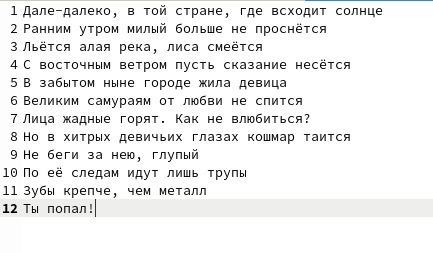 1 Дале-далеко, в той стране, где всходит солнце
2 Ранним утром милый больше не проснётся
3 Льётся алая река, лиса смеётся
4 С восточным ветром пусть сказание несётся
5 В забытом ныне городе жила девица
6 Великим самураям от любви не спится
7 Лица жадные горят. Как не влюбиться?
8 Но в хитрых девичьих глазах кошмар таится
9 Не беги за нею, глупый
10 По её следам идут лишь трупы
11 Зубы крепче, чем металл
12 Ты попал!